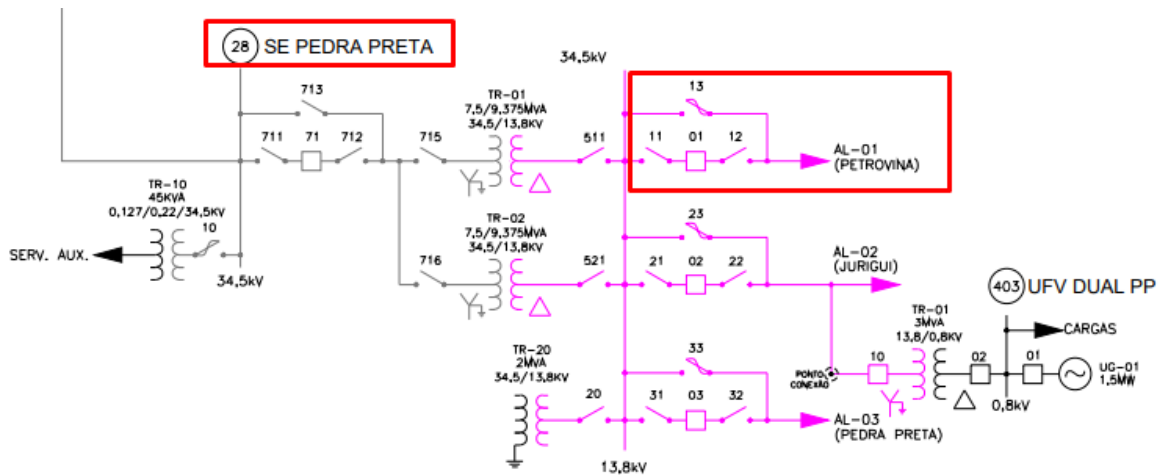 28 SE PEDRA PRETA
34,5kV
713
711 71 712
715
TR-01
7,5/9,375MVA
34,5/13,8KV
511
13
11 01 12
AL-01
(PETROVINA)
TR-10
45KVA
0,127/0,22/34,5KV
10
SERV. AUX.
34,5kV
716
TR-02
7,5/9,375MVA
34,5/13,8KV
521
23
21 02 22
AL-02
(JURIGUI)
403 UFV DUAL PP
TR-01
3MVA
13,8/0,8KV
CARGAS
PONTO
CONEXÃO
10
02
01
UG-01
1,5MW
0,8kV
TR-20
2MVA
34,5/13,8KV
20
33
31 03 32
AL-03
(PEDRA PRETA)
13,8kV